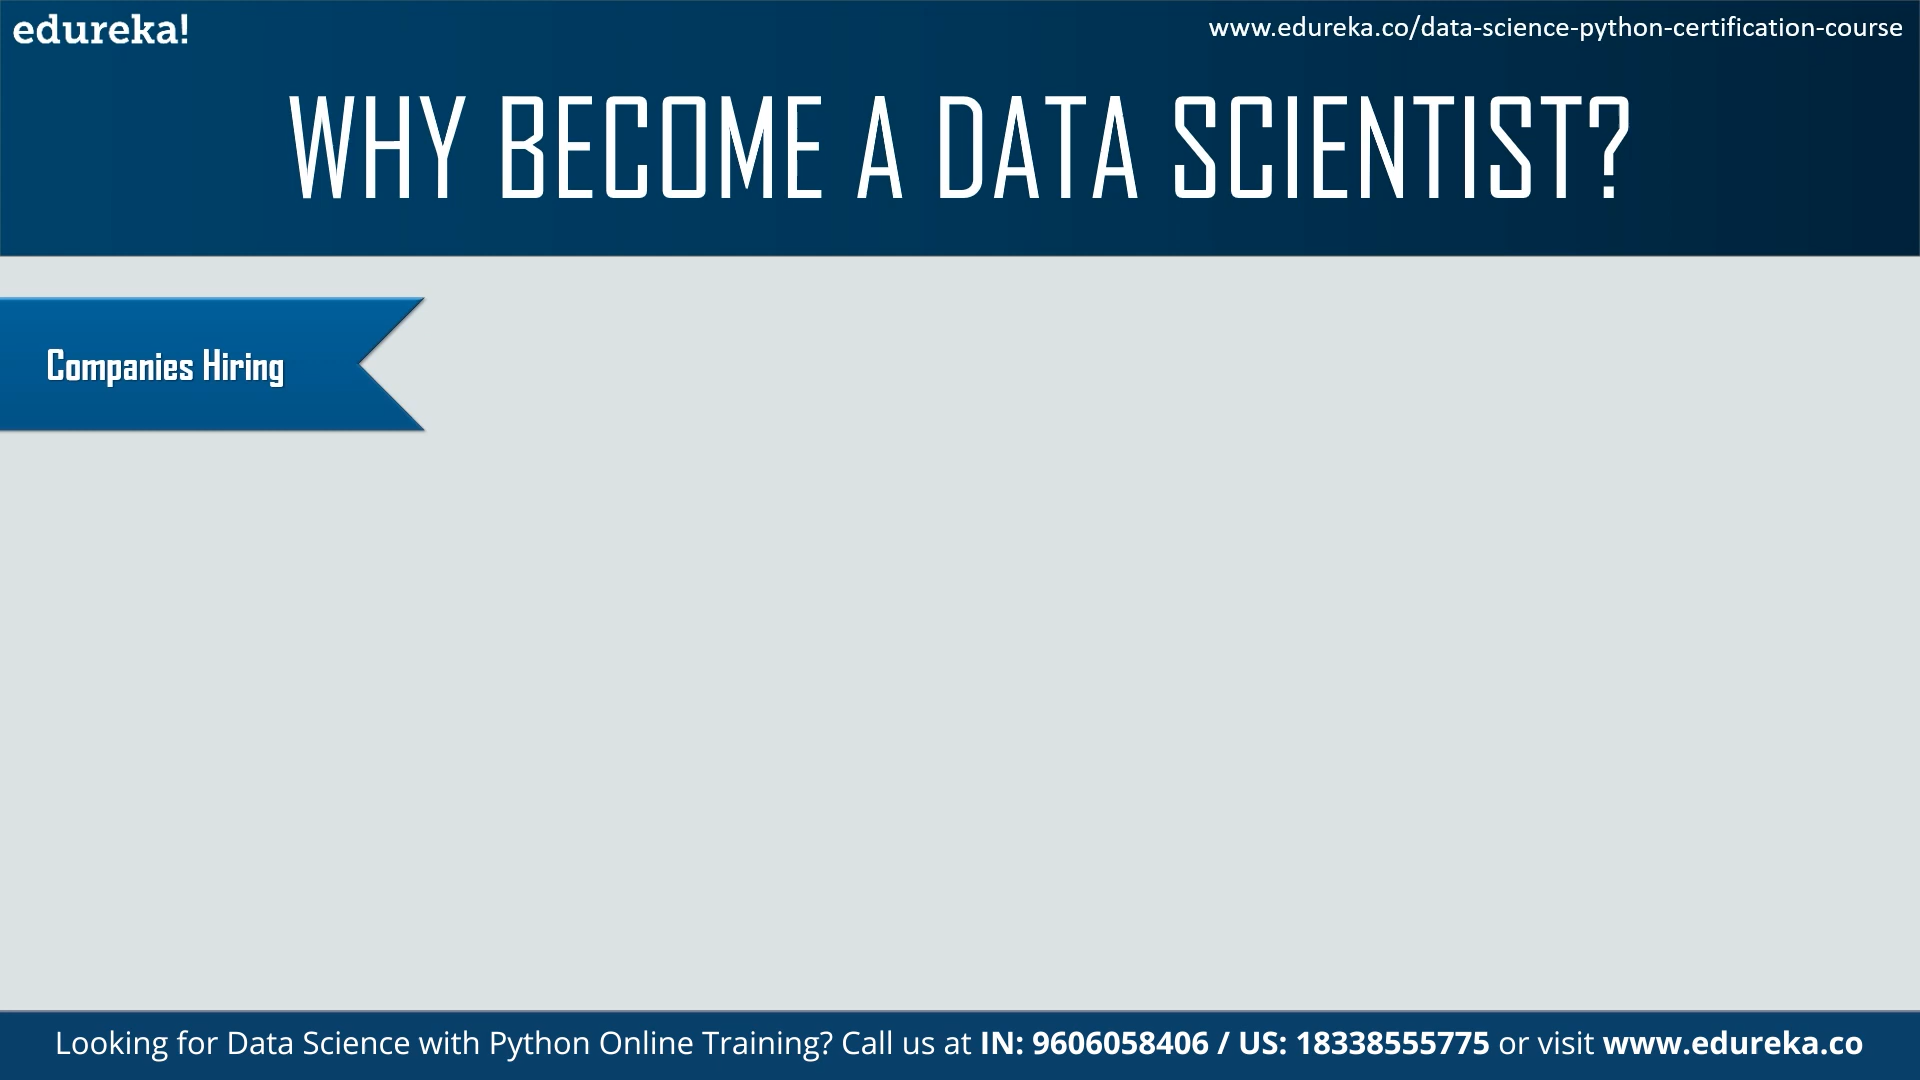 edureka!
www.edureka.co/data-science-python-certification-course
WHY BECOME A DATA SCIENTIST?
Companies Hiring
Looking for Data Science with Python Online Training? Call us at IN: 9606058406 / US: 18338555775 or visit www.edureka.co